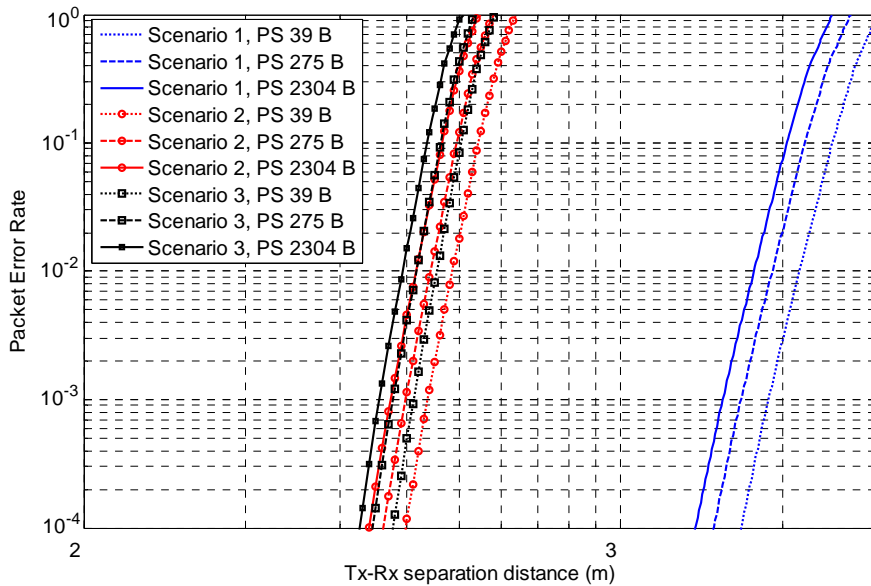 10^0
10^-1
10^-2
10^-3
10^-4
Packet Error Rate
Scenario 1, PS 39 B
Scenario 1, PS 275 B
Scenario 1, PS 2304 B
Scenario 2, PS 39 B
Scenario 2, PS 275 B
Scenario 2, PS 2304 B
Scenario 3, PS 39 B
Scenario 3, PS 275 B
Scenario 3, PS 2304 B
2 3
Tx-Rx separation distance (m)